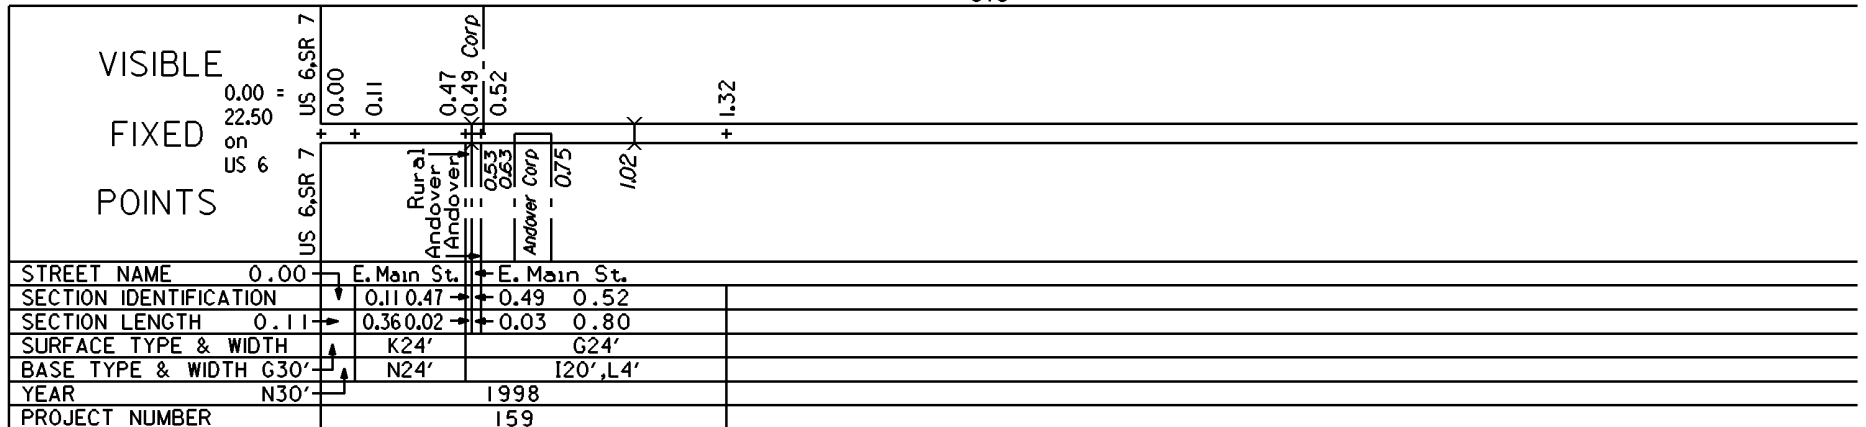 VISIBLE
FIXED
POINTS
0.00 =
22.50
on
US 6
US 6,SR 7
US 6,SR 7
0.00
0.11
0.47
0.49 Corp
0.52
1.32
Rural
Andover
Andover
0.53
0.63
Andover Corp
0.75
1.02
STREET NAME 0.00 E. Main St. E. Main St.
SECTION IDENTIFICATION 0.11 0.47 0.49 0.52
SECTION LENGTH 0.11 0.36 0.02 0.03 0.80
SURFACE TYPE & WIDTH K24' G24'
BASE TYPE & WIDTH G30' N24' I20',L4'
YEAR N30' 1998
PROJECT NUMBER 159